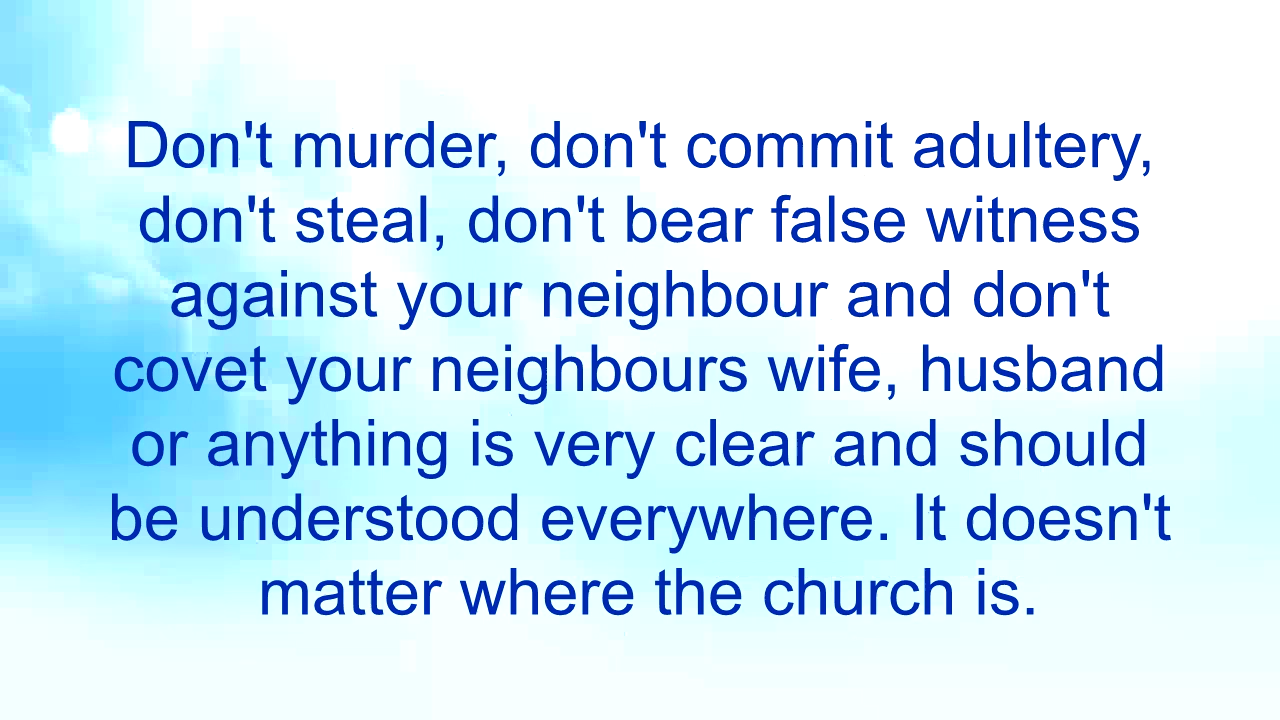 Don't murder, don't commit adultery,
don't steal, don't bear false witness
against your neighbour and don't
covet your neighbours wife, husband
or anything is very clear and should
be understood everywhere. It doesn't
matter where the church is.